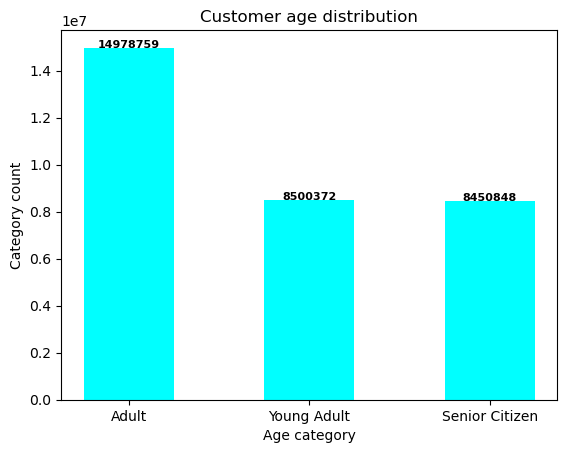 Customer age distribution
1e7
14978759
8500372
8450848
1.4
1.2
1.0
0.8
0.6
0.4
0.2
0.0
Category count
Adult
Young Adult
Senior Citizen
Age category